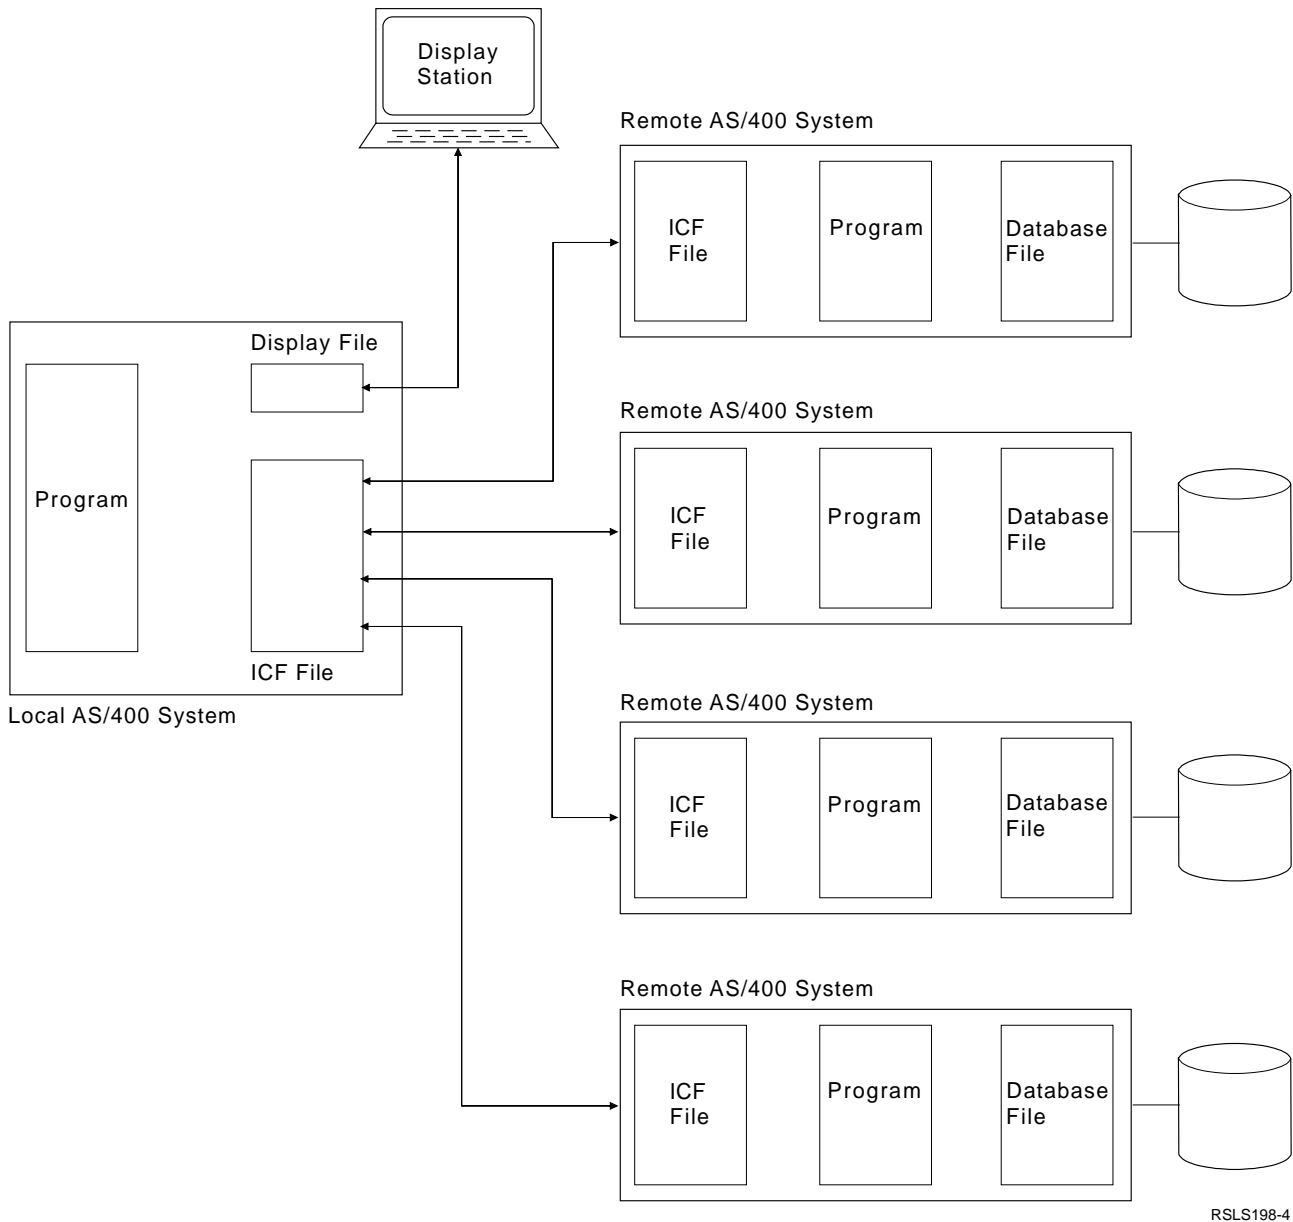 Display
Station
Remote AS/400 System
ICF
File
Program
Database
File
Display File
Program
ICF File
Local AS/400 System
Remote AS/400 System
ICF
File
Program
Database
File
Remote AS/400 System
ICF
File
Program
Database
File
Remote AS/400 System
ICF
File
Program
Database
File
RSLS198-4